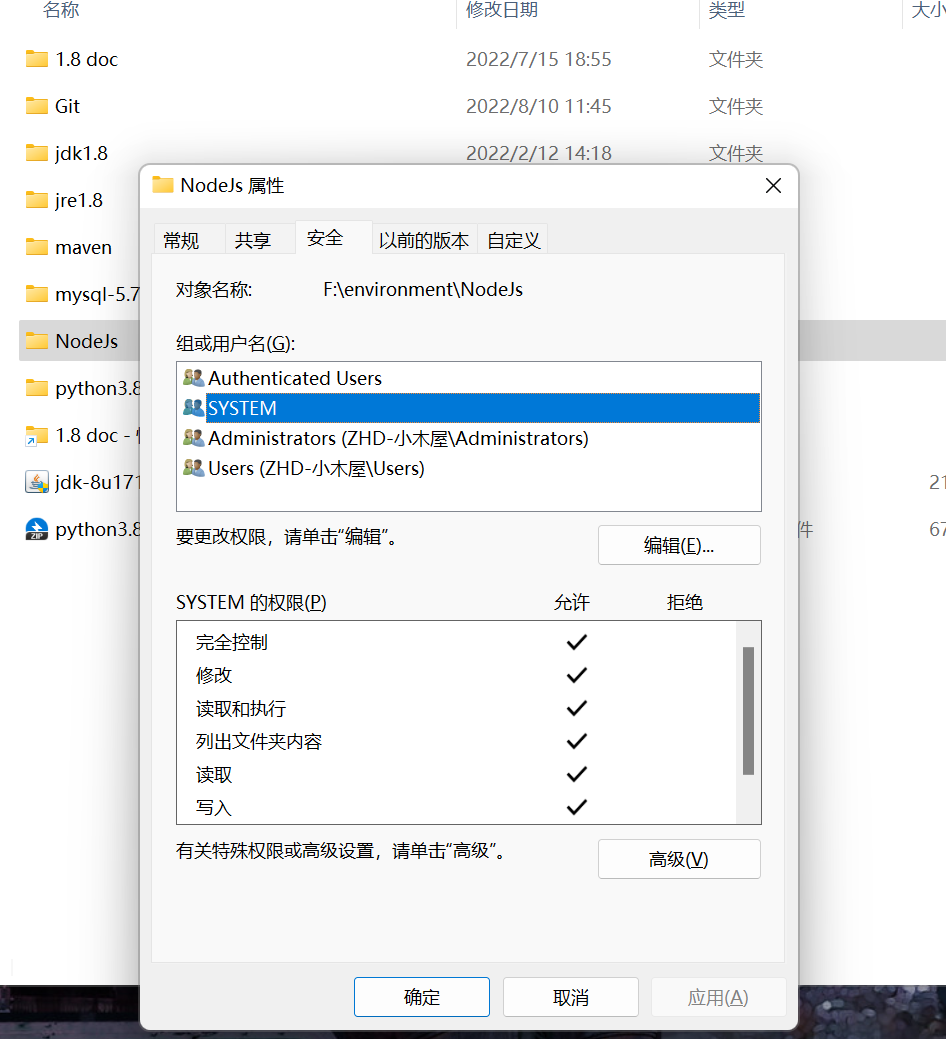 名称 修改日期 类型 大小
1.8 doc 2022/7/15 18:55 文件夹
Git 2022/8/10 11:45 文件夹
jdk1.8 2022/2/12 14:18 文件夹
jre1.8
maven
mysql-5.7
NodeJs
python3.8
1.8 doc -
jdk-8u171 21
python3.8 件 67
NodeJs 属性
常规 共享 安全 以前的版本 自定义
对象名称: F:\environment\NodeJs
组或用户名(G):
Authenticated Users
SYSTEM
Administrators (ZHD-小木屋\Administrators)
Users (ZHD-小木屋\Users)
要更改权限，请单击“编辑”。
编辑(E)...
SYSTEM 的权限(P) 允许 拒绝
完全控制
修改
读取和执行
列出文件夹内容
读取
写入
有关特殊权限或高级设置，请单击“高级”。
高级(V)
确定 取消 应用(A)
ZIP